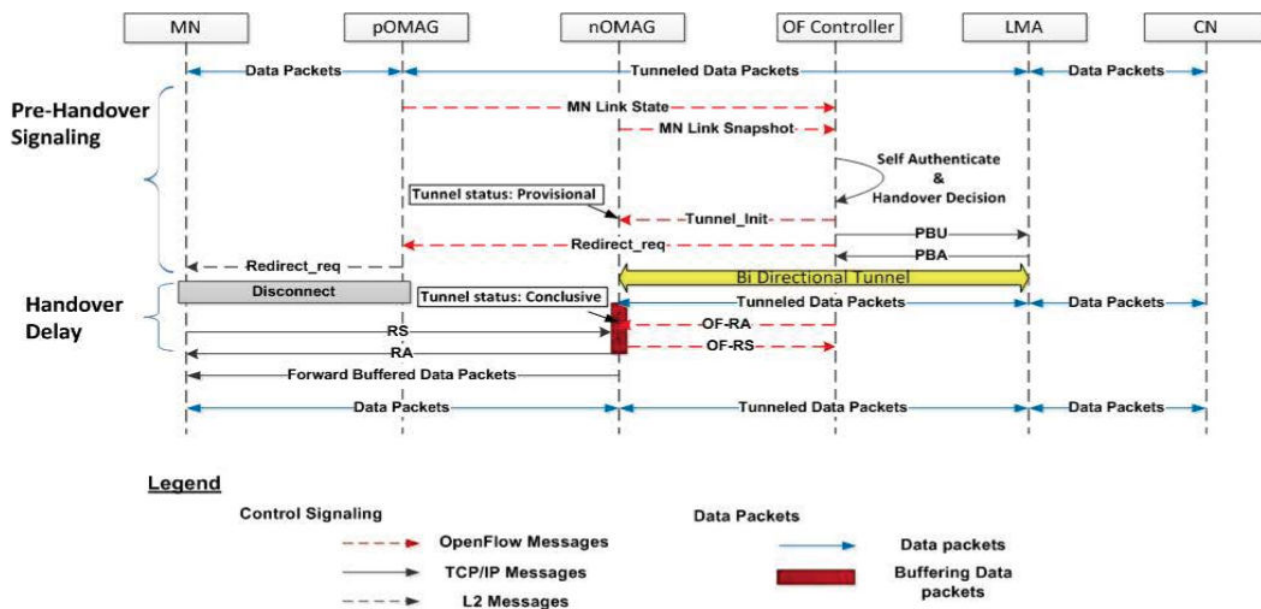 MN
pOMAG
nOMAG
OF Controller
LMA
CN
Data Packets
Tunneled Data Packets
Data Packets
Pre-Handover
Signaling
MN Link State
MN Link Snapshot
Self Authenticate
&
Handover Decision
Tunnel status: Provisional
Tunnel_Init
PBU
Redirect_req
PBA
Redirect_req
Bi Directional Tunnel
Disconnect
Handover
Delay
Tunnel status: Conclusive
Tunneled Data Packets
Data Packets
OF-RA
RS
OF-RS
RA
Forward Buffered Data Packets
Data Packets
Tunneled Data Packets
Data Packets
Legend
Control Signaling
OpenFlow Messages
TCP/IP Messages
L2 Messages
Data Packets
Data packets
Buffering Data
packets